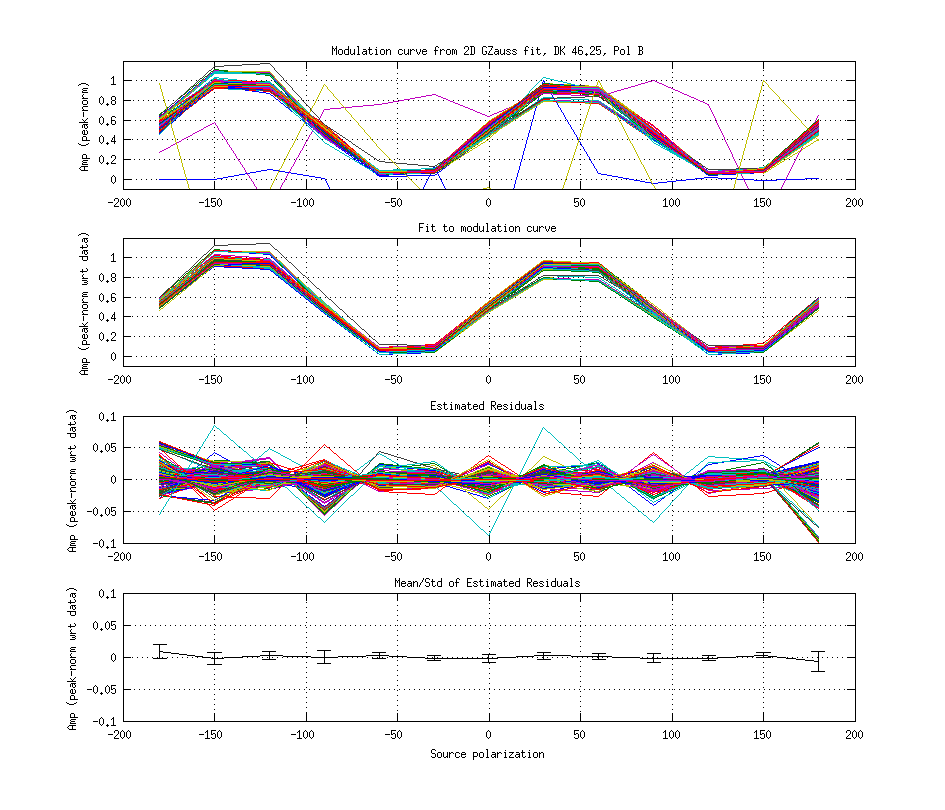 Modulation curve from 2D GZauss fit, DK 46.25, Pol B
Amp (peak-norm)
1
0.8
0.6
0.4
0.2
0
-200 -150 -100 -50 0 50 100 150 200
Fit to modulation curve
Amp (peak-norm wrt data)
1
0.8
0.6
0.4
0.2
0
-200 -150 -100 -50 0 50 100 150 200
Estimated Residuals
Amp (peak-norm wrt data)
0.1
0.05
0
-0.05
-0.1
-200 -150 -100 -50 0 50 100 150 200
Mean/Std of Estimated Residuals
Amp (peak-norm wrt data)
0.1
0.05
0
-0.05
-0.1
-200 -150 -100 -50 0 50 100 150 200
Source polarization